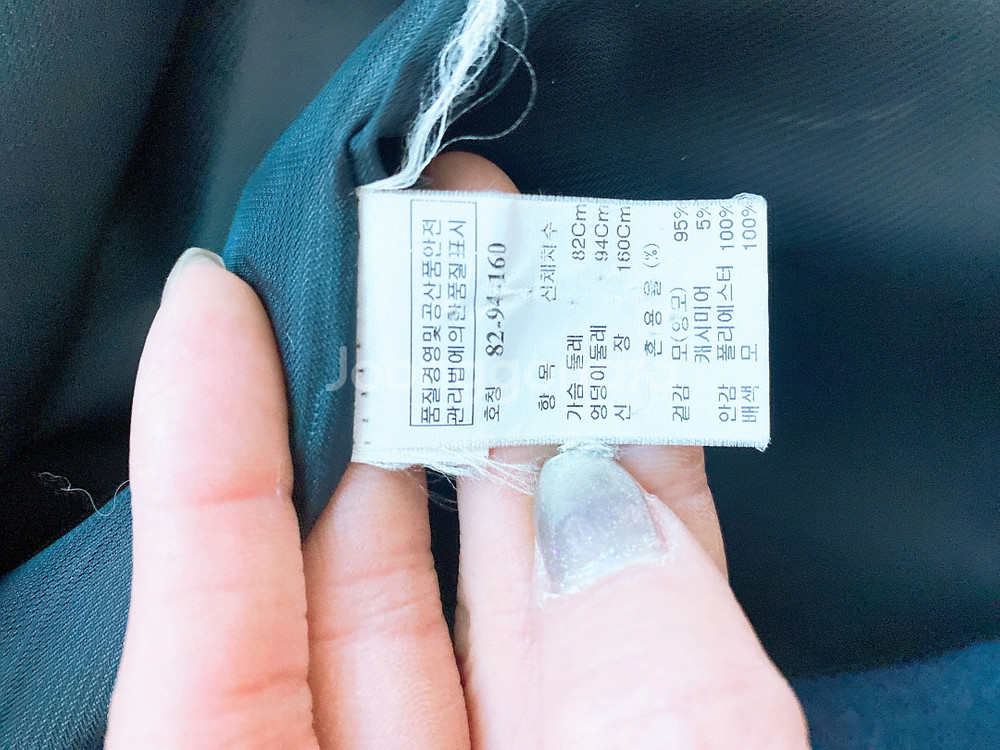 품질경영및 공산품안전
관리법에의한품질표시
호칭 82-94-160
항 목 신체치수
가슴 둘레 82Cm
엉덩이둘레 94Cm
신 장 160Cm
혼 용 율 (%)
겉감 모(양모) 95%
캐시미어 5%
안감 폴리에스터 100%
배색 모 100%